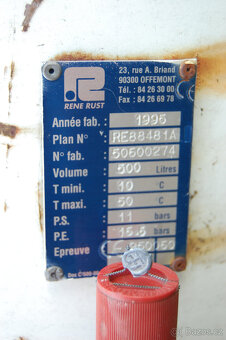 RENE RUST
23, rue A. Briand
90300 OFFEMONT
Tél : 84 26 30 00
Fax : 84 26 69 78
Année fab. : 1996
Plan N° RE88481A
N° fab. 50600274
Volume 500 Litres
T mini. 10 C
T maxi. 50 C
P.S. 11 bars
P.E. 15.5 bars
Epreuve